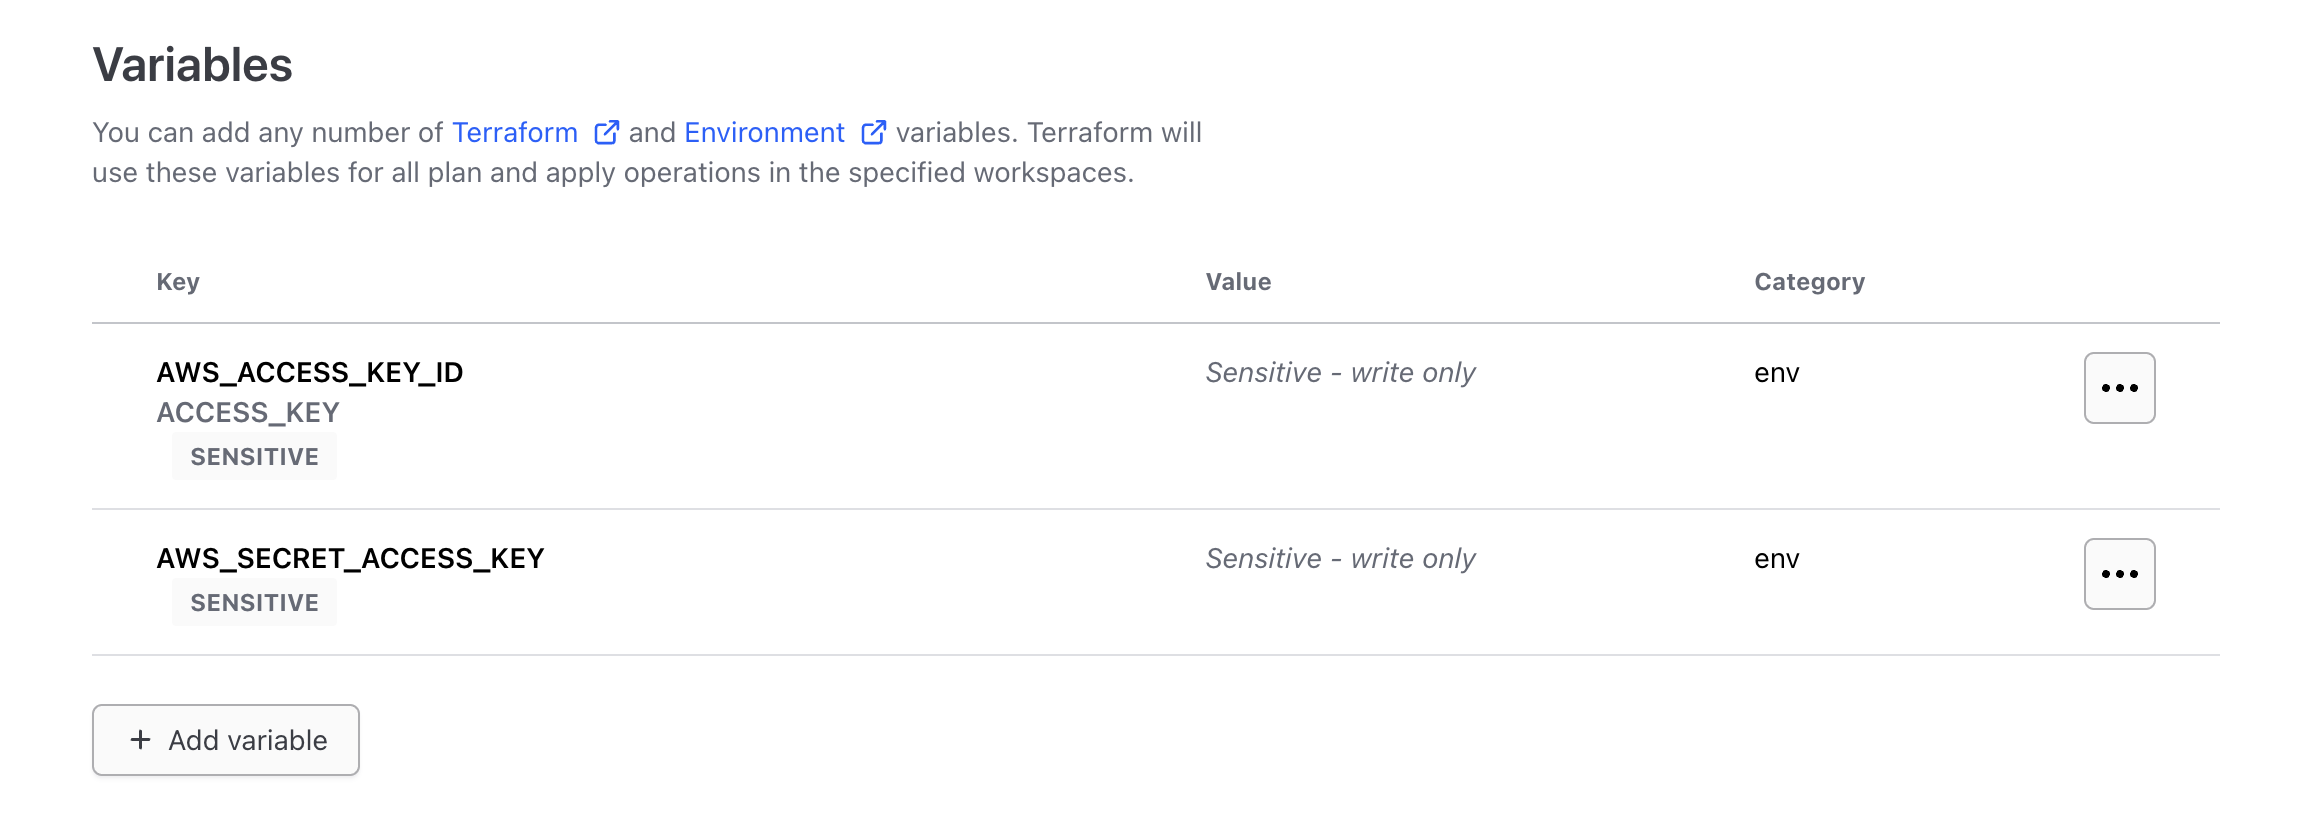 Variables
You can add any number of Terraform and Environment variables. Terraform will
use these variables for all plan and apply operations in the specified workspaces.
Key Value Category
AWS_ACCESS_KEY_ID Sensitive - write only env
ACCESS_KEY
SENSITIVE
AWS_SECRET_ACCESS_KEY Sensitive - write only env
SENSITIVE
+ Add variable